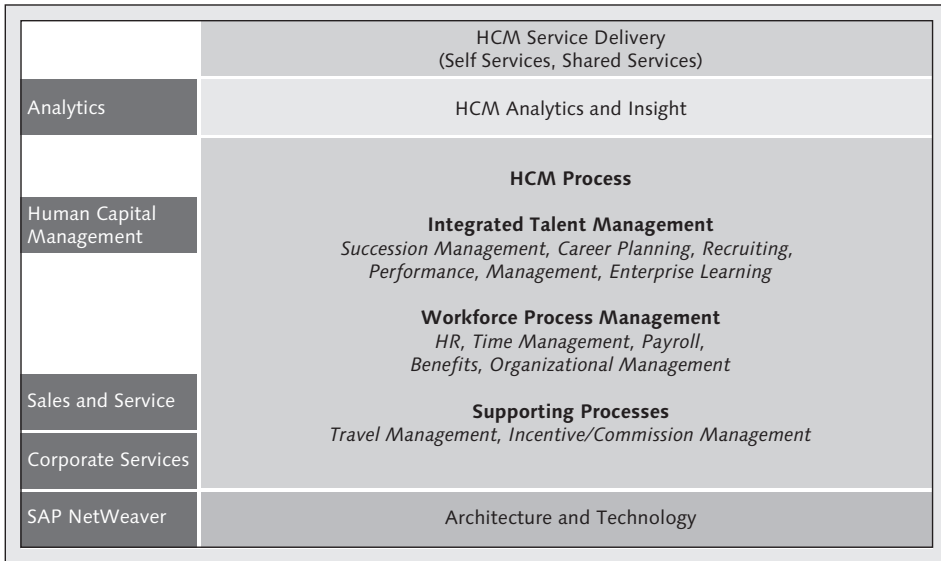 HCM Service Delivery
(Self Services, Shared Services)
Analytics
HCM Analytics and Insight
HCM Process
Human Capital
Management
Integrated Talent Management
Succession Management, Career Planning, Recruiting,
Performance, Management, Enterprise Learning
Workforce Process Management
HR, Time Management, Payroll,
Benefits, Organizational Management
Sales and Service
Supporting Processes
Travel Management, Incentive/Commission Management
Corporate Services
SAP NetWeaver
Architecture and Technology